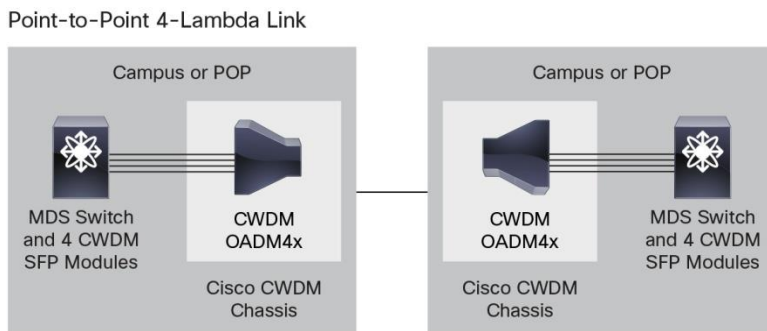 Point-to-Point 4-Lambda Link
Campus or POP
MDS Switch
and 4 CWDM
SFP Modules
CWDM
OADM4x
Cisco CWDM
Chassis
Campus or POP
CWDM
OADM4x
Cisco CWDM
Chassis
MDS Switch
and 4 CWDM
SFP Modules